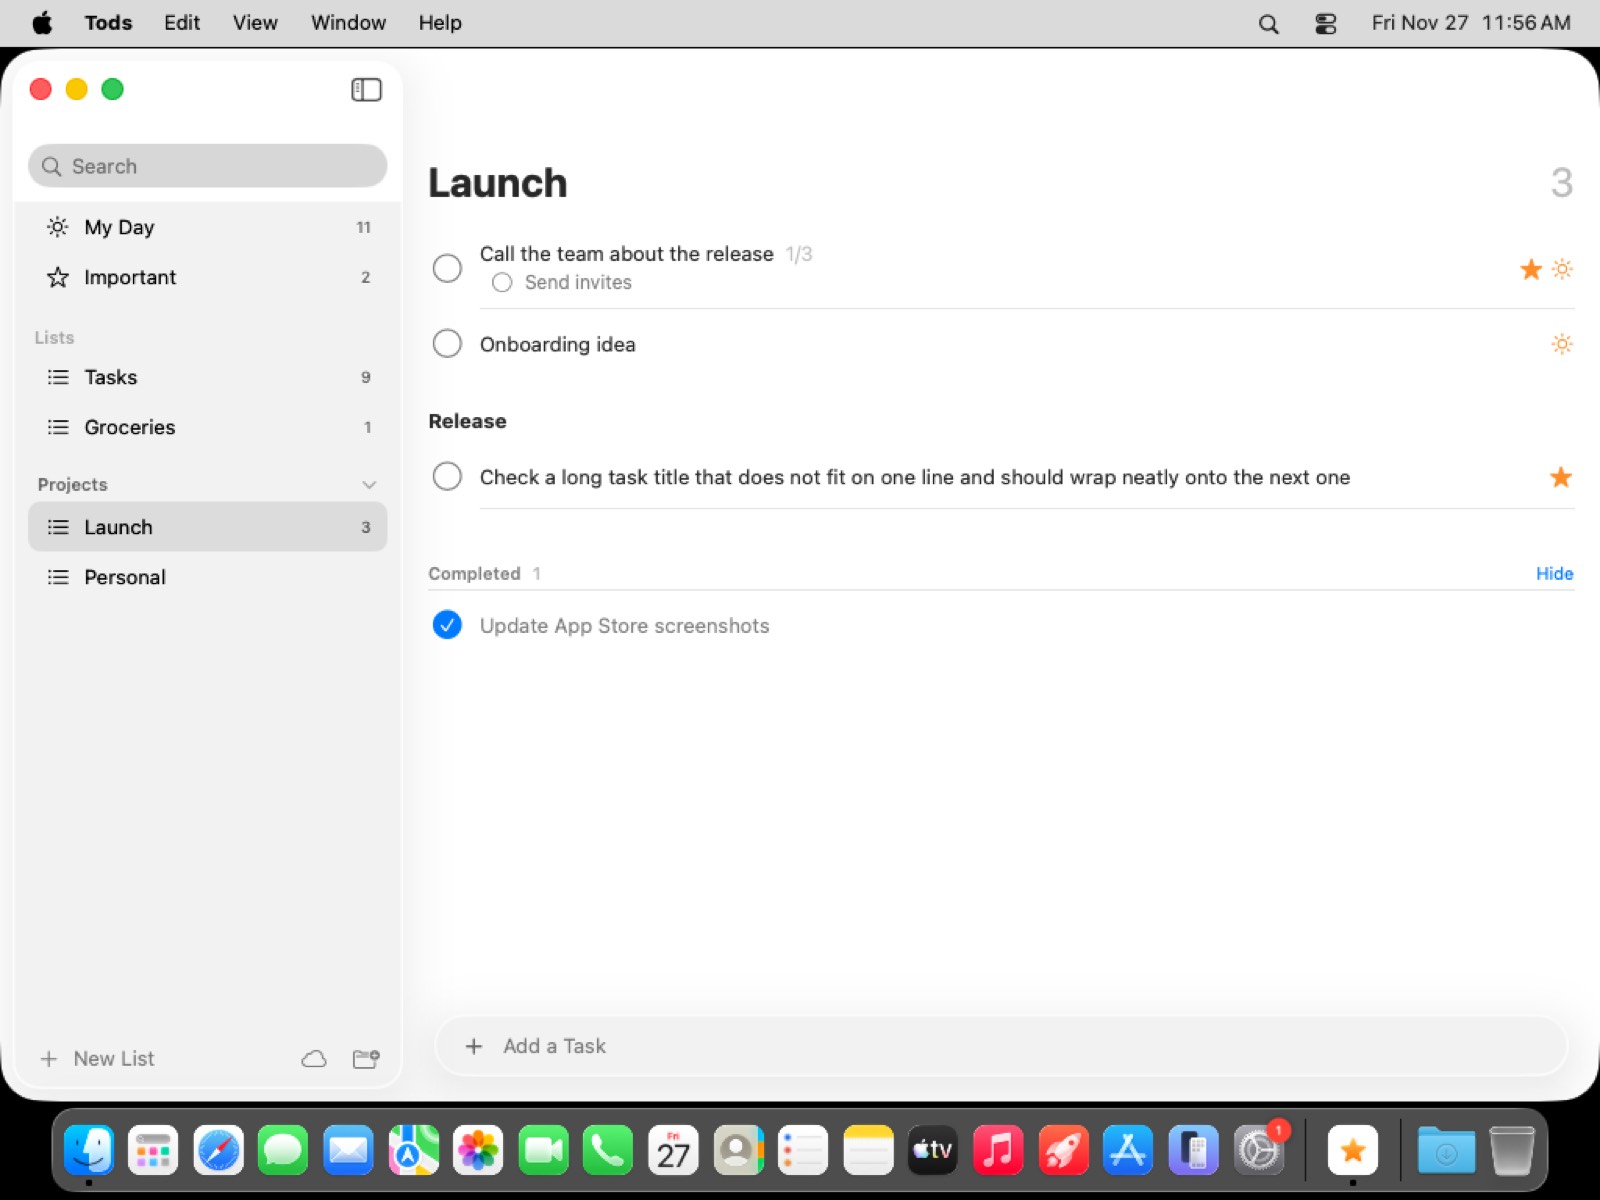 Tods Edit View Window Help Fri Nov 27 11:56 AM
Search
My Day 11
Important 2
Lists
Tasks 9
Groceries 1
Projects
Launch 3
Personal
New List
Launch 3
Call the team about the release 1/3
Send invites
Onboarding idea
Release
Check a long task title that does not fit on one line and should wrap neatly onto the next one
Completed 1 Hide
Update App Store screenshots
Add a Task
Fri
27
tv
1